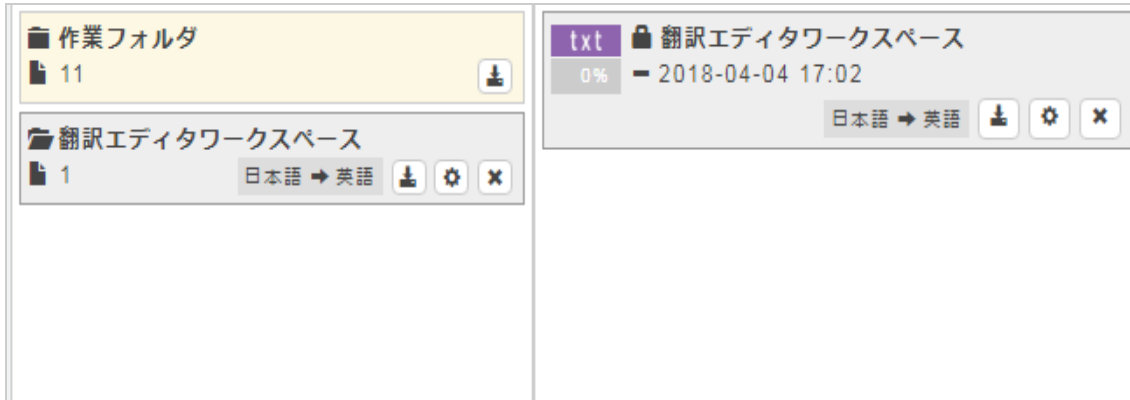 作業フォルダ
11
翻訳エディタワークスペース
1 日本語 ➡ 英語
txt 翻訳エディタワークスペース
0% 2018-04-04 17:02
日本語 ➡ 英語